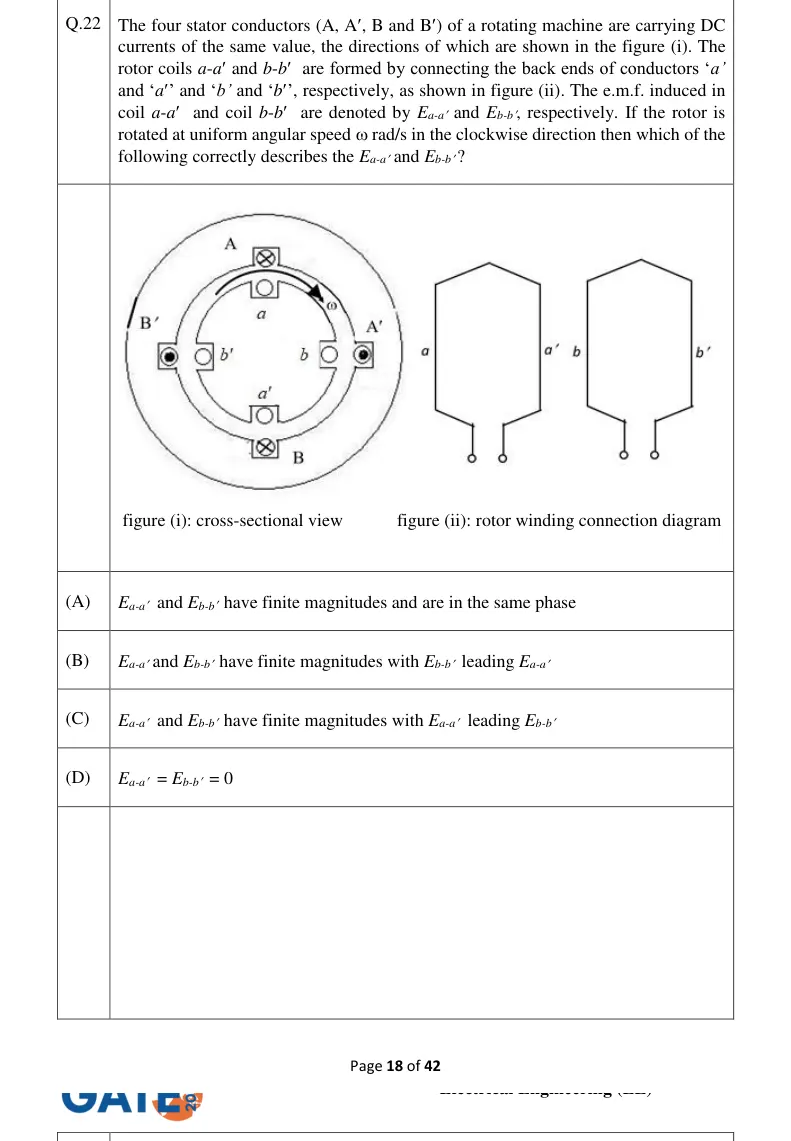 Q.22 The four stator conductors (A, A′, B and B′) of a rotating machine are carrying DC
currents of the same value, the directions of which are shown in the figure (i). The
rotor coils a-a′ and b-b′ are formed by connecting the back ends of conductors ‘a’
and ‘a′’ and ‘b’ and ‘b′’, respectively, as shown in figure (ii). The e.m.f. induced in
coil a-a′ and coil b-b′ are denoted by Ea-a′ and Eb-b′, respectively. If the rotor is
rotated at uniform angular speed ω rad/s in the clockwise direction then which of the
following correctly describes the Ea-a′ and Eb-b′?
A
ω
a
B′
A′
b′
b
a′
B
a
a′
b
b′
figure (i): cross-sectional view
figure (ii): rotor winding connection diagram
(A) Ea-a′ and Eb-b′ have finite magnitudes and are in the same phase
(B) Ea-a′ and Eb-b′ have finite magnitudes with Eb-b′ leading Ea-a′
(C) Ea-a′ and Eb-b′ have finite magnitudes with Ea-a′ leading Eb-b′
(D) Ea-a′ = Eb-b′ = 0
Page 18 of 42
GATE 20